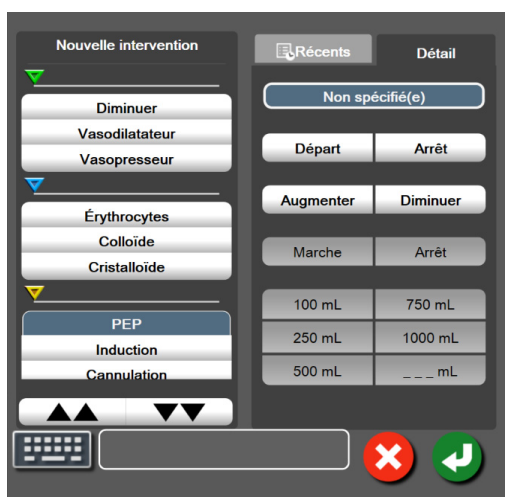 Nouvelle intervention
Diminuer
Vasodilatateur
Vasopresseur
Érythrocytes
Colloïde
Cristalloïde
PEP
Induction
Cannulation
Récents Détail
Non spécifié(e)
Départ Arrêt
Augmenter Diminuer
Marche Arrêt
100 mL 750 mL
250 mL 1000 mL
500 mL _ _ _ mL